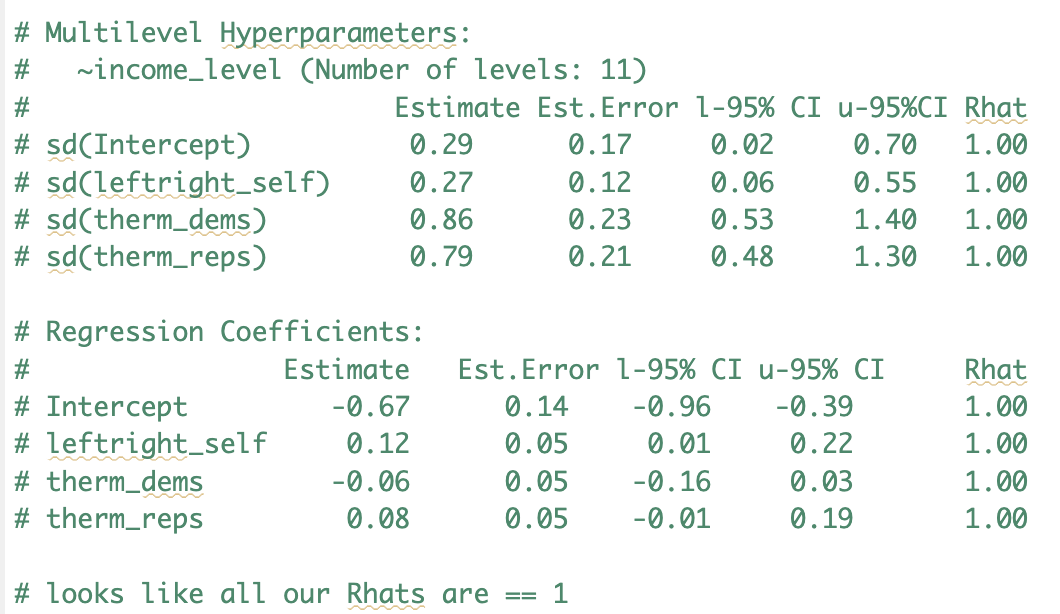 # Multilevel Hyperparameters:
#   ~income_level (Number of levels: 11)
#                        Estimate Est.Error l-95% CI u-95%CI Rhat
# sd(Intercept)          0.29      0.17     0.02     0.70   1.00
# sd(leftright_self)     0.27      0.12     0.06     0.55   1.00
# sd(therm_dems)         0.86      0.23     0.53     1.40   1.00
# sd(therm_reps)         0.79      0.21     0.48     1.30   1.00
# Regression Coefficients:
#                 Estimate   Est.Error l-95% CI u-95% CI     Rhat
# Intercept         -0.67      0.14    -0.96    -0.39       1.00
# leftright_self     0.12      0.05     0.01     0.22       1.00
# therm_dems        -0.06      0.05    -0.16     0.03       1.00
# therm_reps         0.08      0.05    -0.01     0.19       1.00
# looks like all our Rhats are == 1